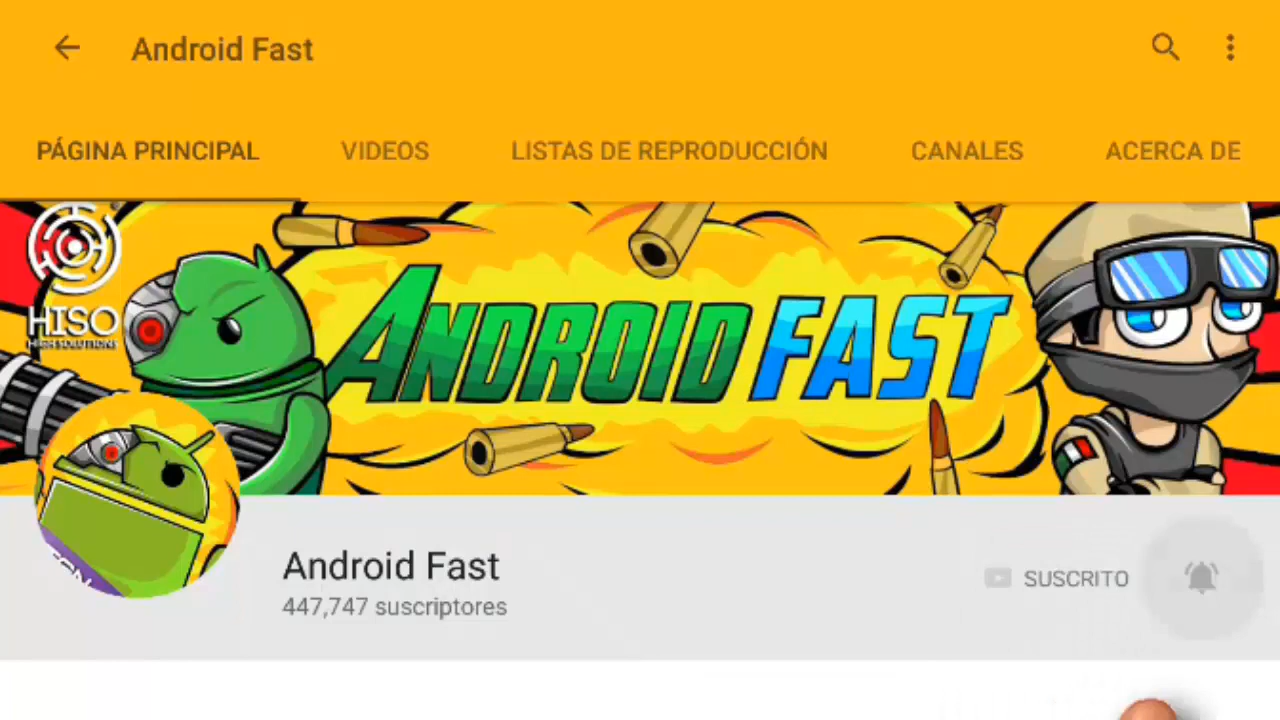 Android Fast
PÁGINA PRINCIPAL
VIDEOS
LISTAS DE REPRODUCCIÓN
CANALES
ACERCA DE
HISO
HIGH SOLUTIONS
ANDROID FAST
Android Fast
447,747 suscriptores
SUSCRITO